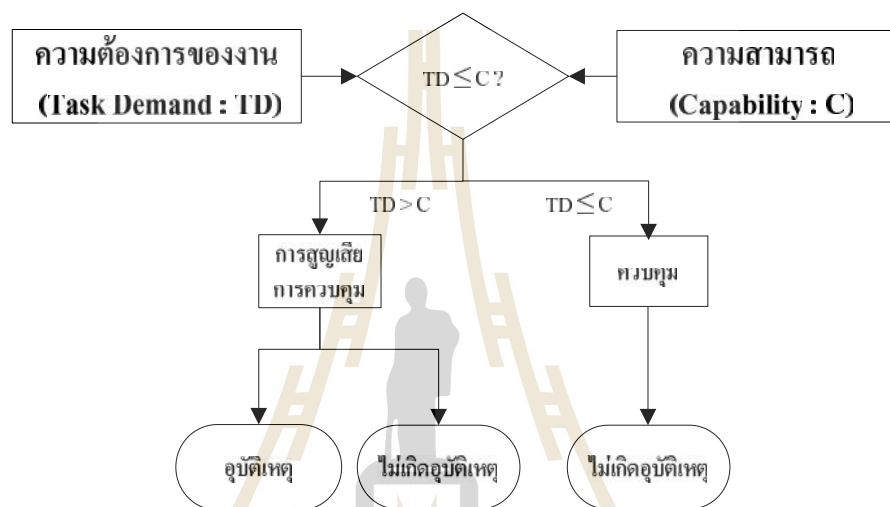 ความต้องการของงาน
(Task Demand : TD)
TD≤C ?
ความสามารถ
(Capability : C)
TD>C
TD≤C
การสูญเสีย
การควบคุม
ควบคุม
อุบัติเหตุ
ไม่เกิดอุบัติเหตุ
ไม่เกิดอุบัติเหตุ